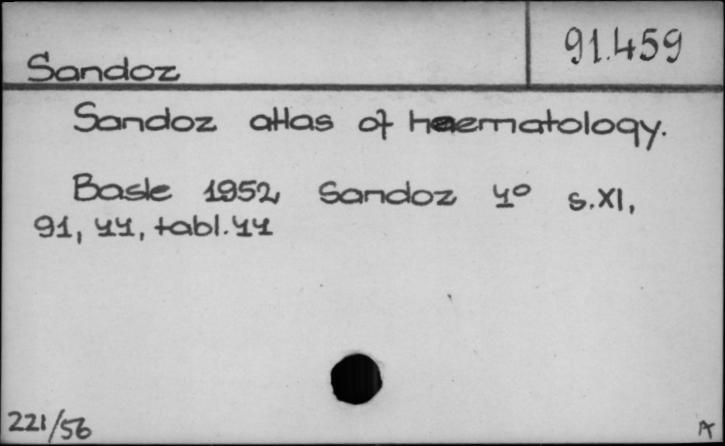 Sandoz
91.459
Sandoz atlas of haematology.
Basle 1952 Sandoz 4° s.XI,
91, 44, tabl.44
221/56
A